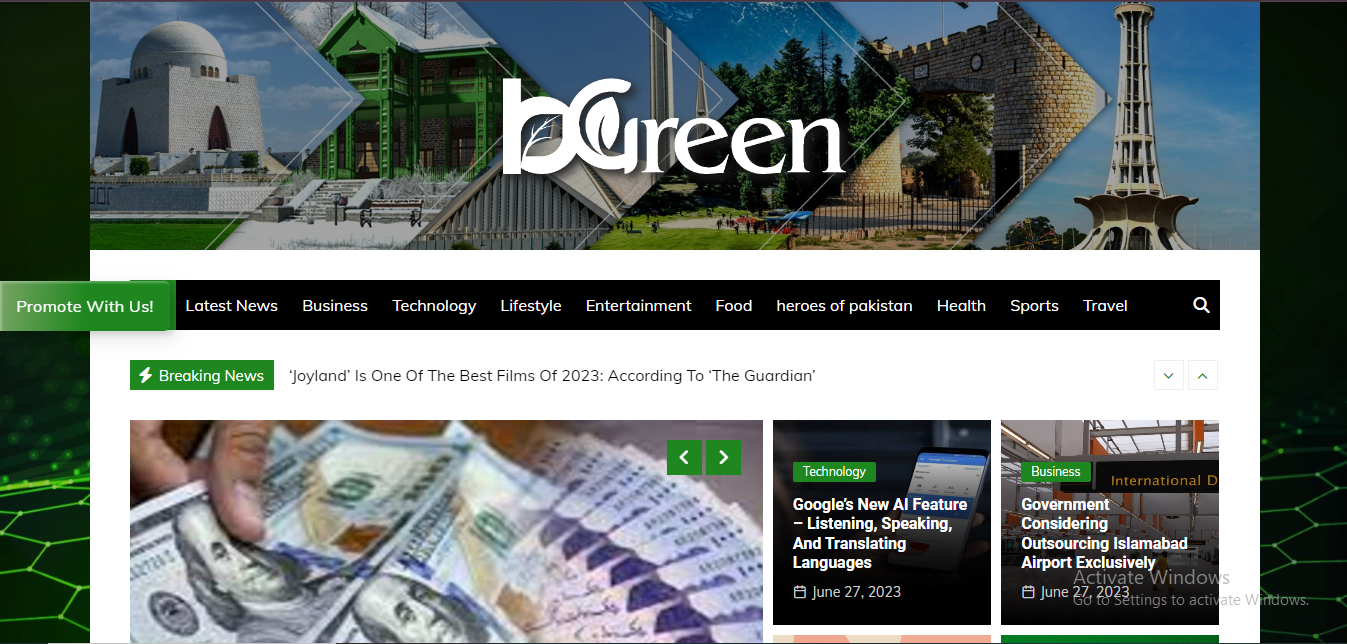 bGreen
Promote With Us!
Latest News Business Technology Lifestyle Entertainment Food heroes of pakistan Health Sports Travel
Breaking News ‘Joyland’ Is One Of The Best Films Of 2023: According To ‘The Guardian’
Technology
Google’s New AI Feature
– Listening, Speaking,
And Translating
Languages
June 27, 2023
International D
Business
Government
Considering
Outsourcing Islamabad
Airport Exclusively
June 27, 2023
Activate Windows
Go to Settings to activate Windows.